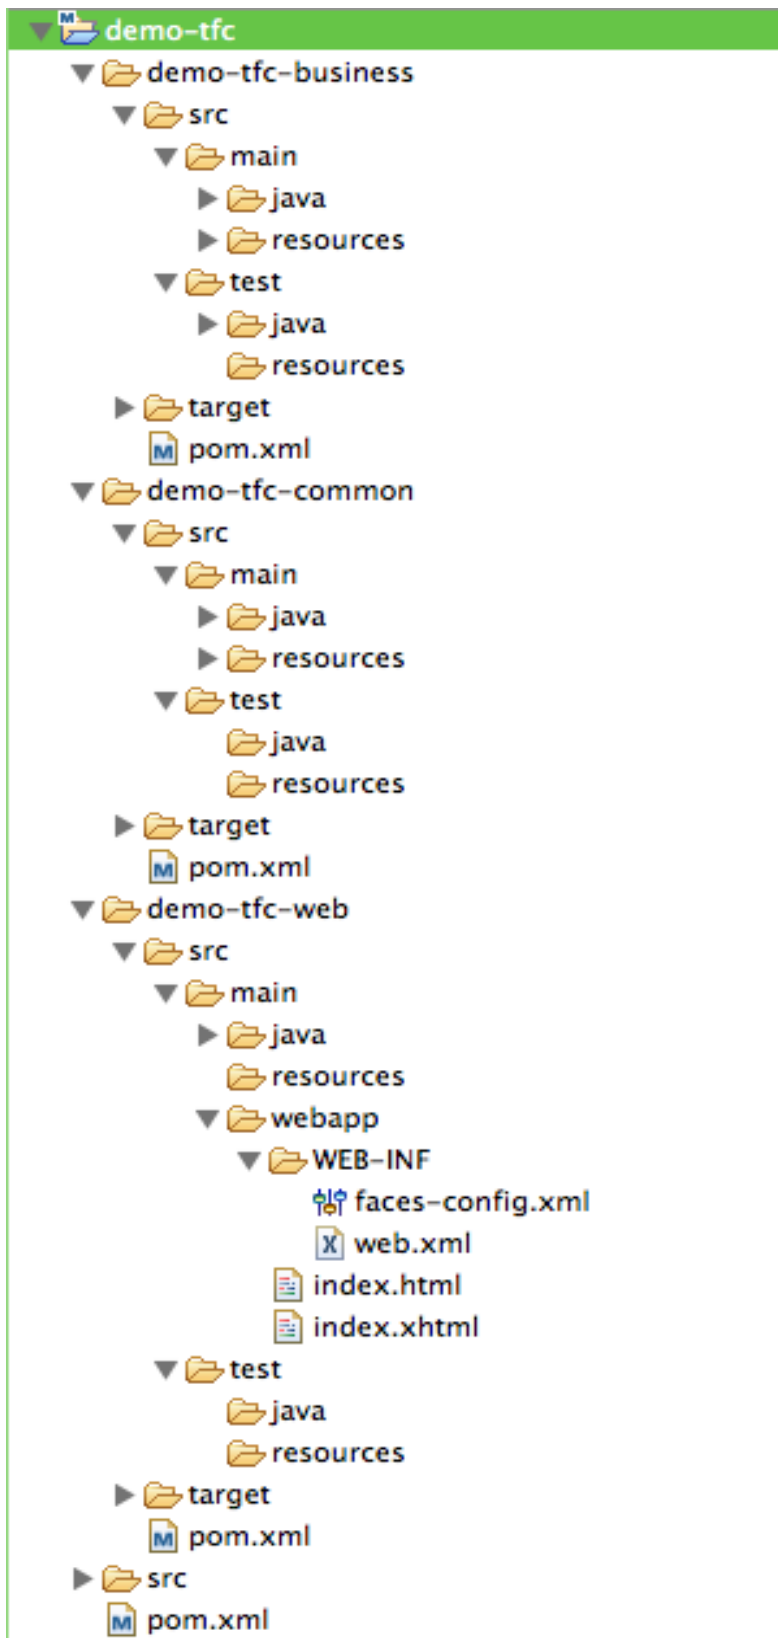 demo-tfc
demo-tfc-business
src
main
java
resources
test
java
resources
target
pom.xml
demo-tfc-common
src
main
java
resources
test
java
resources
target
pom.xml
demo-tfc-web
src
main
java
resources
webapp
WEB-INF
faces-config.xml
web.xml
index.html
index.xhtml
test
java
resources
target
pom.xml
src
pom.xml